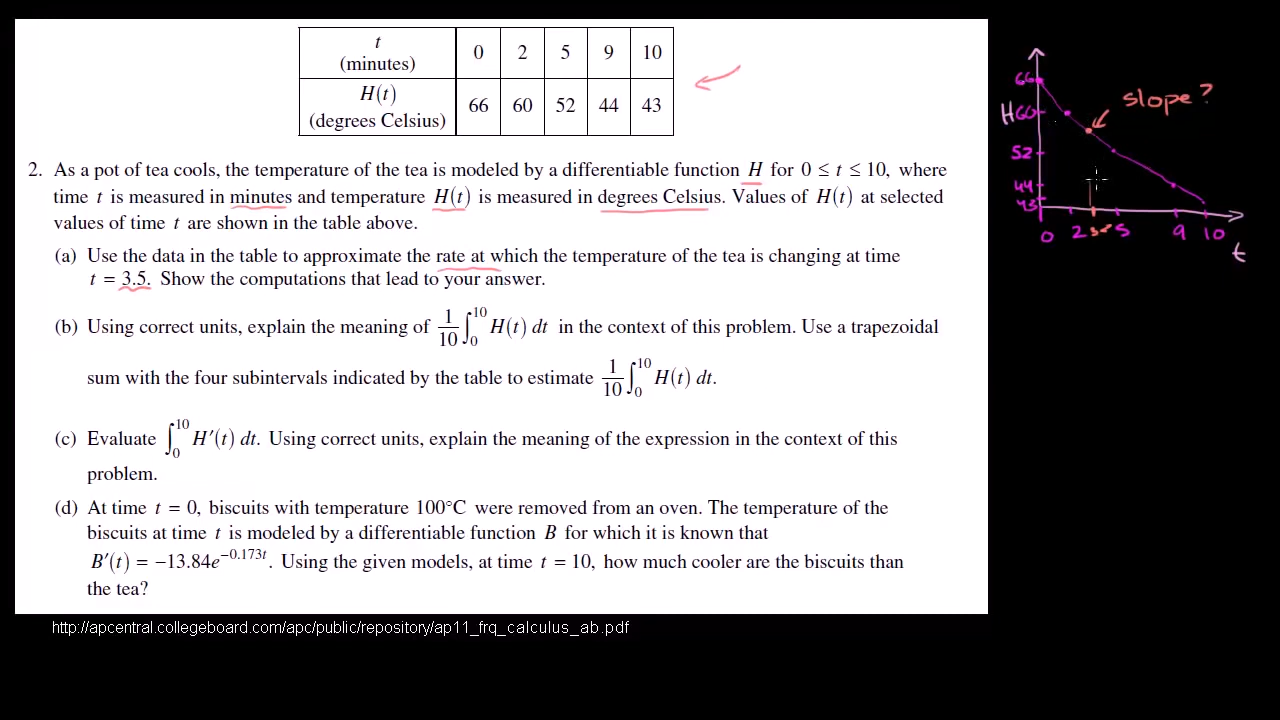 t (minutes) 0 2 5 9 10
H(t) (degrees Celsius) 66 60 52 44 43
2. As a pot of tea cools, the temperature of the tea is modeled by a differentiable function H for 0 ≤ t ≤ 10, where
time t is measured in minutes and temperature H(t) is measured in degrees Celsius. Values of H(t) at selected
values of time t are shown in the table above.
(a) Use the data in the table to approximate the rate at which the temperature of the tea is changing at time
t = 3.5. Show the computations that lead to your answer.
(b) Using correct units, explain the meaning of 1/10 ∫₀¹⁰ H(t) dt in the context of this problem. Use a trapezoidal
sum with the four subintervals indicated by the table to estimate 1/10 ∫₀¹⁰ H(t) dt.
(c) Evaluate ∫₀¹⁰ H′(t) dt. Using correct units, explain the meaning of the expression in the context of this
problem.
(d) At time t = 0, biscuits with temperature 100°C were removed from an oven. The temperature of the
biscuits at time t is modeled by a differentiable function B for which it is known that
B′(t) = −13.84e^−0.173t. Using the given models, at time t = 10, how much cooler are the biscuits than
the tea?
http://apcentral.collegeboard.com/apc/public/repository/ap11_frq_calculus_ab.pdf
66
slope?
H 60
52
44
43
0 2 3.5 5 9 10
t